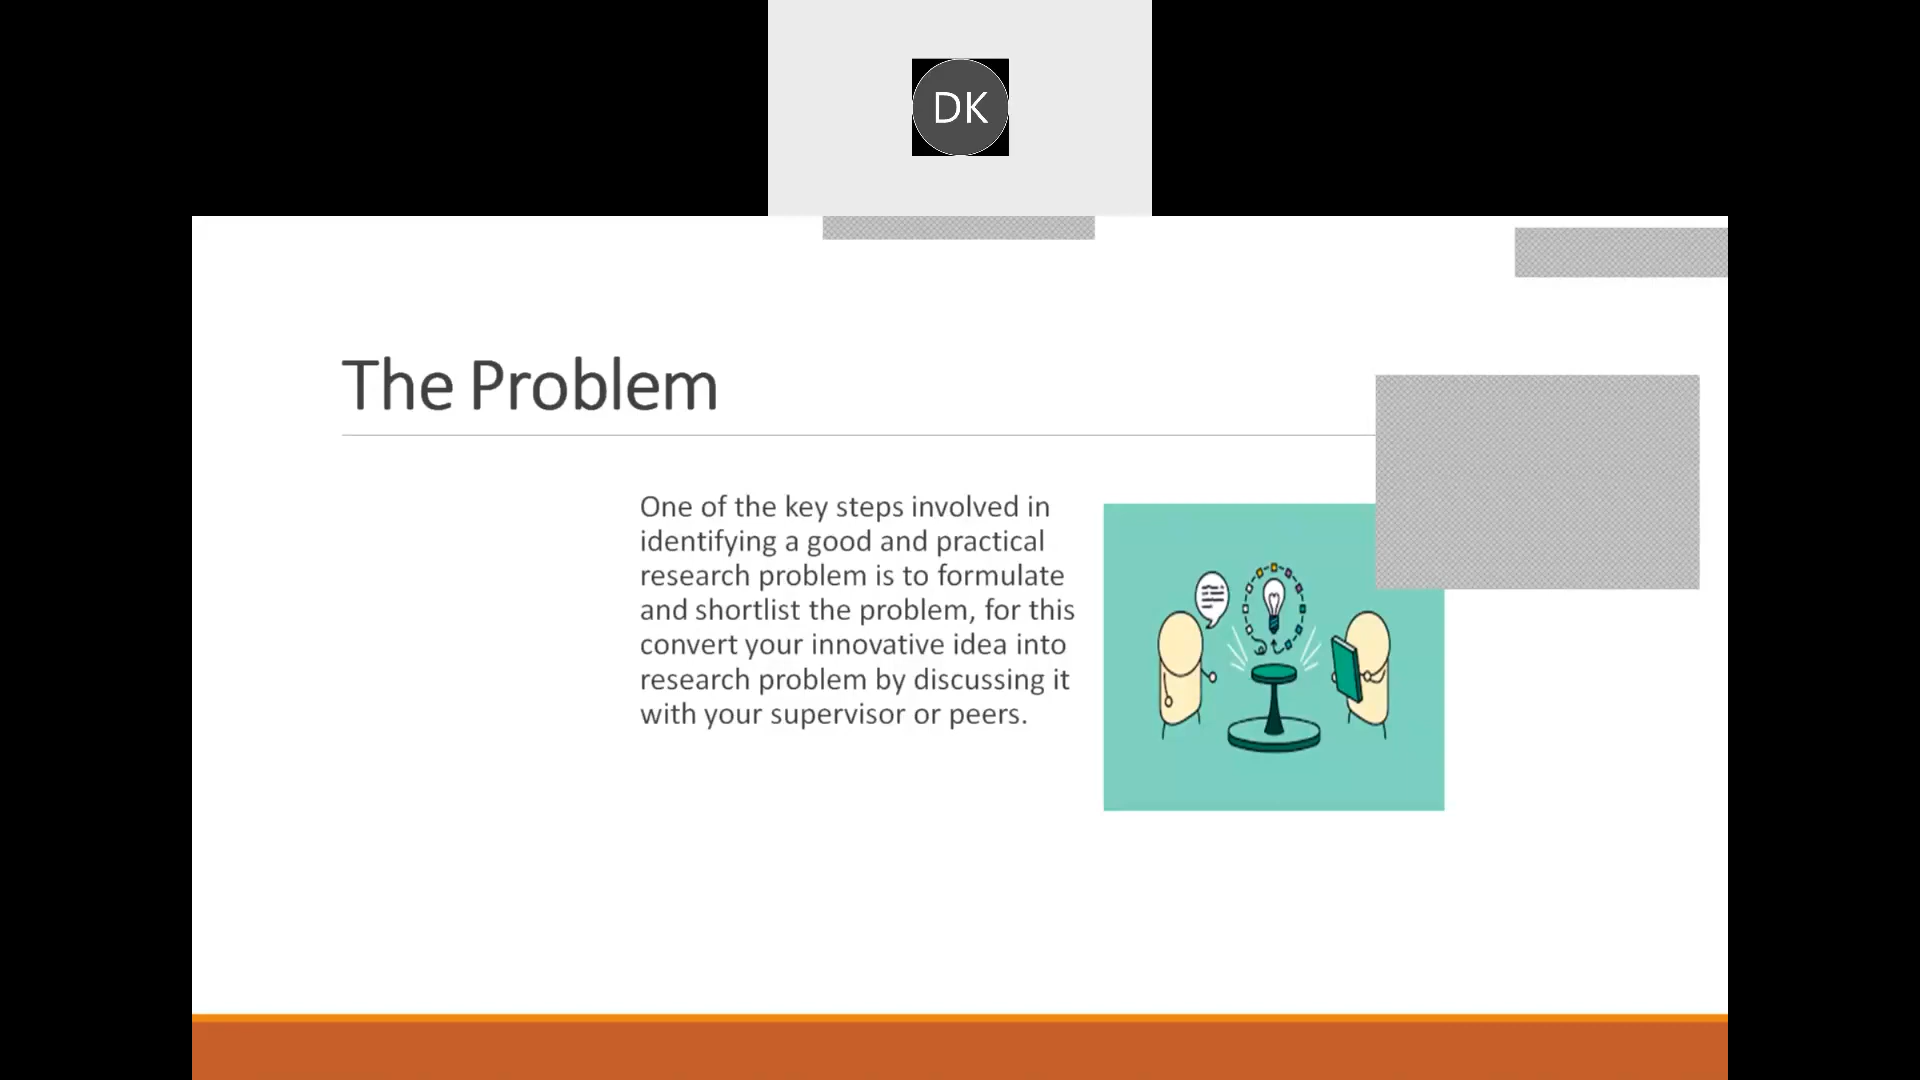 DK
The Problem
One of the key steps involved in
identifying a good and practical
research problem is to formulate
and shortlist the problem, for this
convert your innovative idea into
research problem by discussing it
with your supervisor or peers.